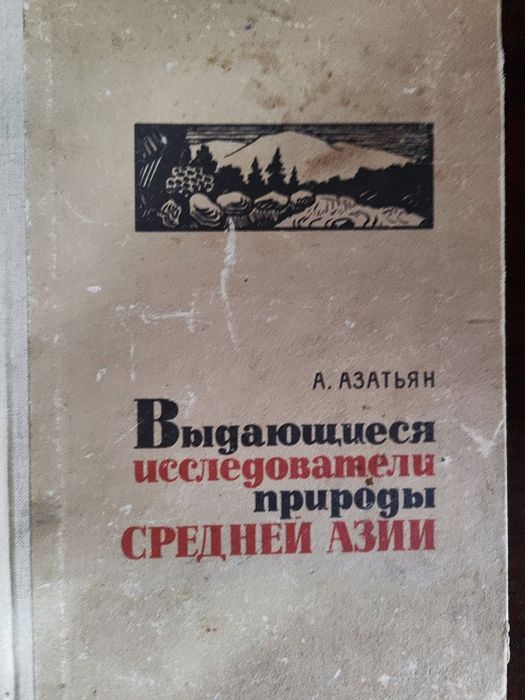 А. АЗАТЬЯН
Выдающиеся
исследователи
природы
СРЕДНЕЙ АЗИИ